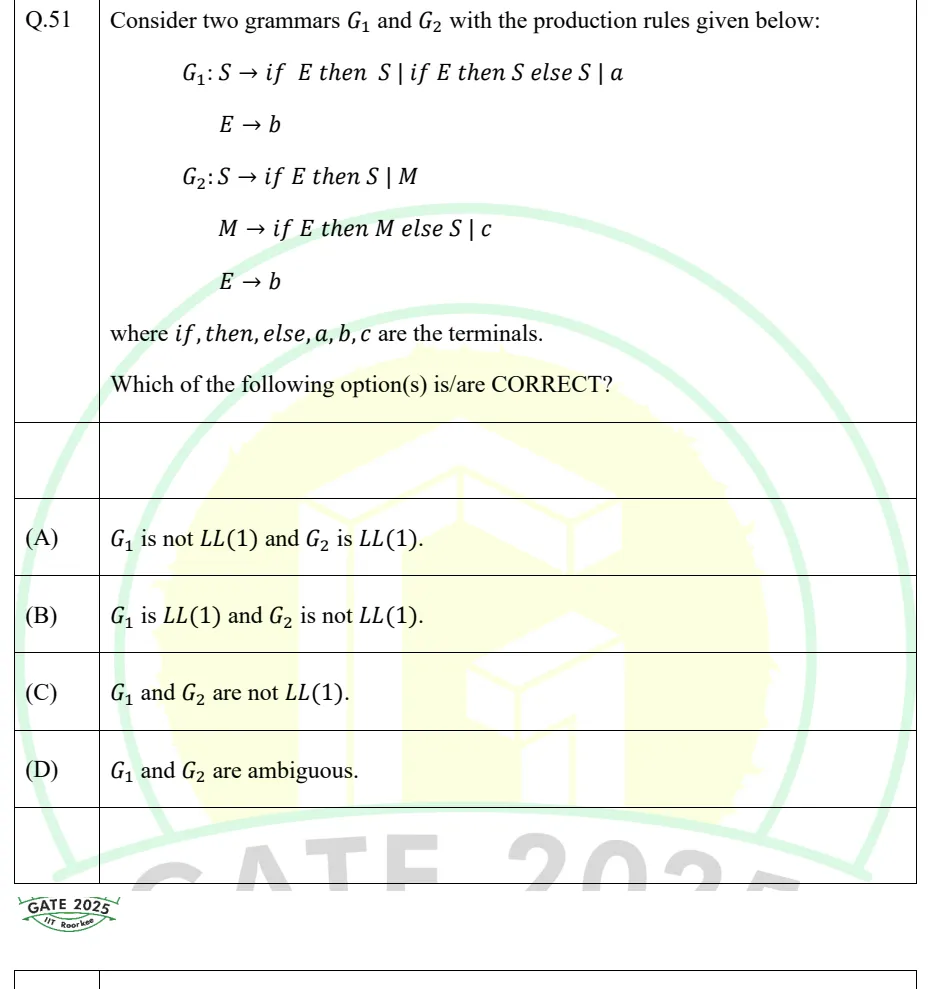 Q.51 Consider two grammars G₁ and G₂ with the production rules given below:
G₁: S → if E then S | if E then S else S | a
E → b
G₂: S → if E then S | M
M → if E then M else S | c
E → b
where if, then, else, a, b, c are the terminals.
Which of the following option(s) is/are CORRECT?
(A) G₁ is not LL(1) and G₂ is LL(1).
(B) G₁ is LL(1) and G₂ is not LL(1).
(C) G₁ and G₂ are not LL(1).
(D) G₁ and G₂ are ambiguous.
GATE 2025
GATE 2025
IIT Roorkee